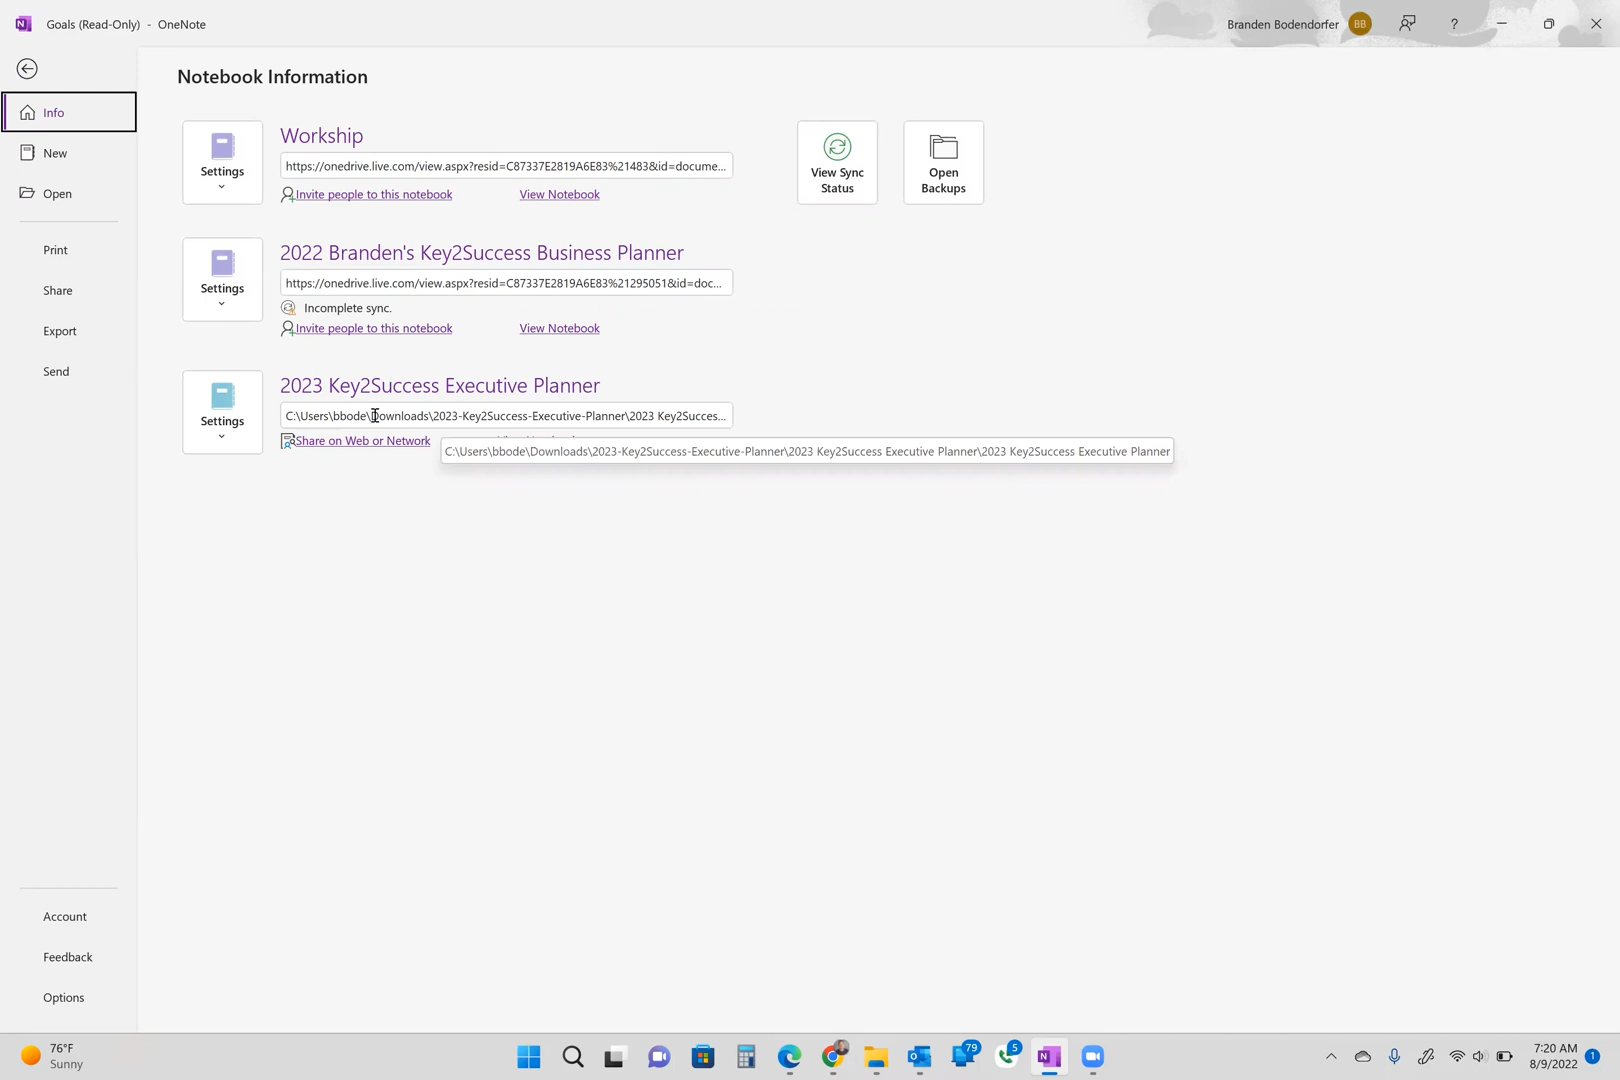 Goals (Read-Only) - OneNote
Branden Bodendorfer
BB
?
Info
New
Open
Print
Share
Export
Send
Account
Feedback
Options
Notebook Information
Settings
Workship
https://onedrive.live.com/view.aspx?resid=C87337E2819A6E83%21483&id=docume...
Invite people to this notebook
View Notebook
View Sync
Status
Open
Backups
Settings
2022 Branden's Key2Success Business Planner
https://onedrive.live.com/view.aspx?resid=C87337E2819A6E83%21295051&id=doc...
Incomplete sync.
Invite people to this notebook
View Notebook
Settings
2023 Key2Success Executive Planner
C:\Users\bbode\Downloads\2023-Key2Success-Executive-Planner\2023 Key2Succes...
Share on Web or Network
C:\Users\bbode\Downloads\2023-Key2Success-Executive-Planner\2023 Key2Success Executive Planner\2023 Key2Success Executive Planner
76°F
Sunny
79
5
7:20 AM
8/9/2022
1